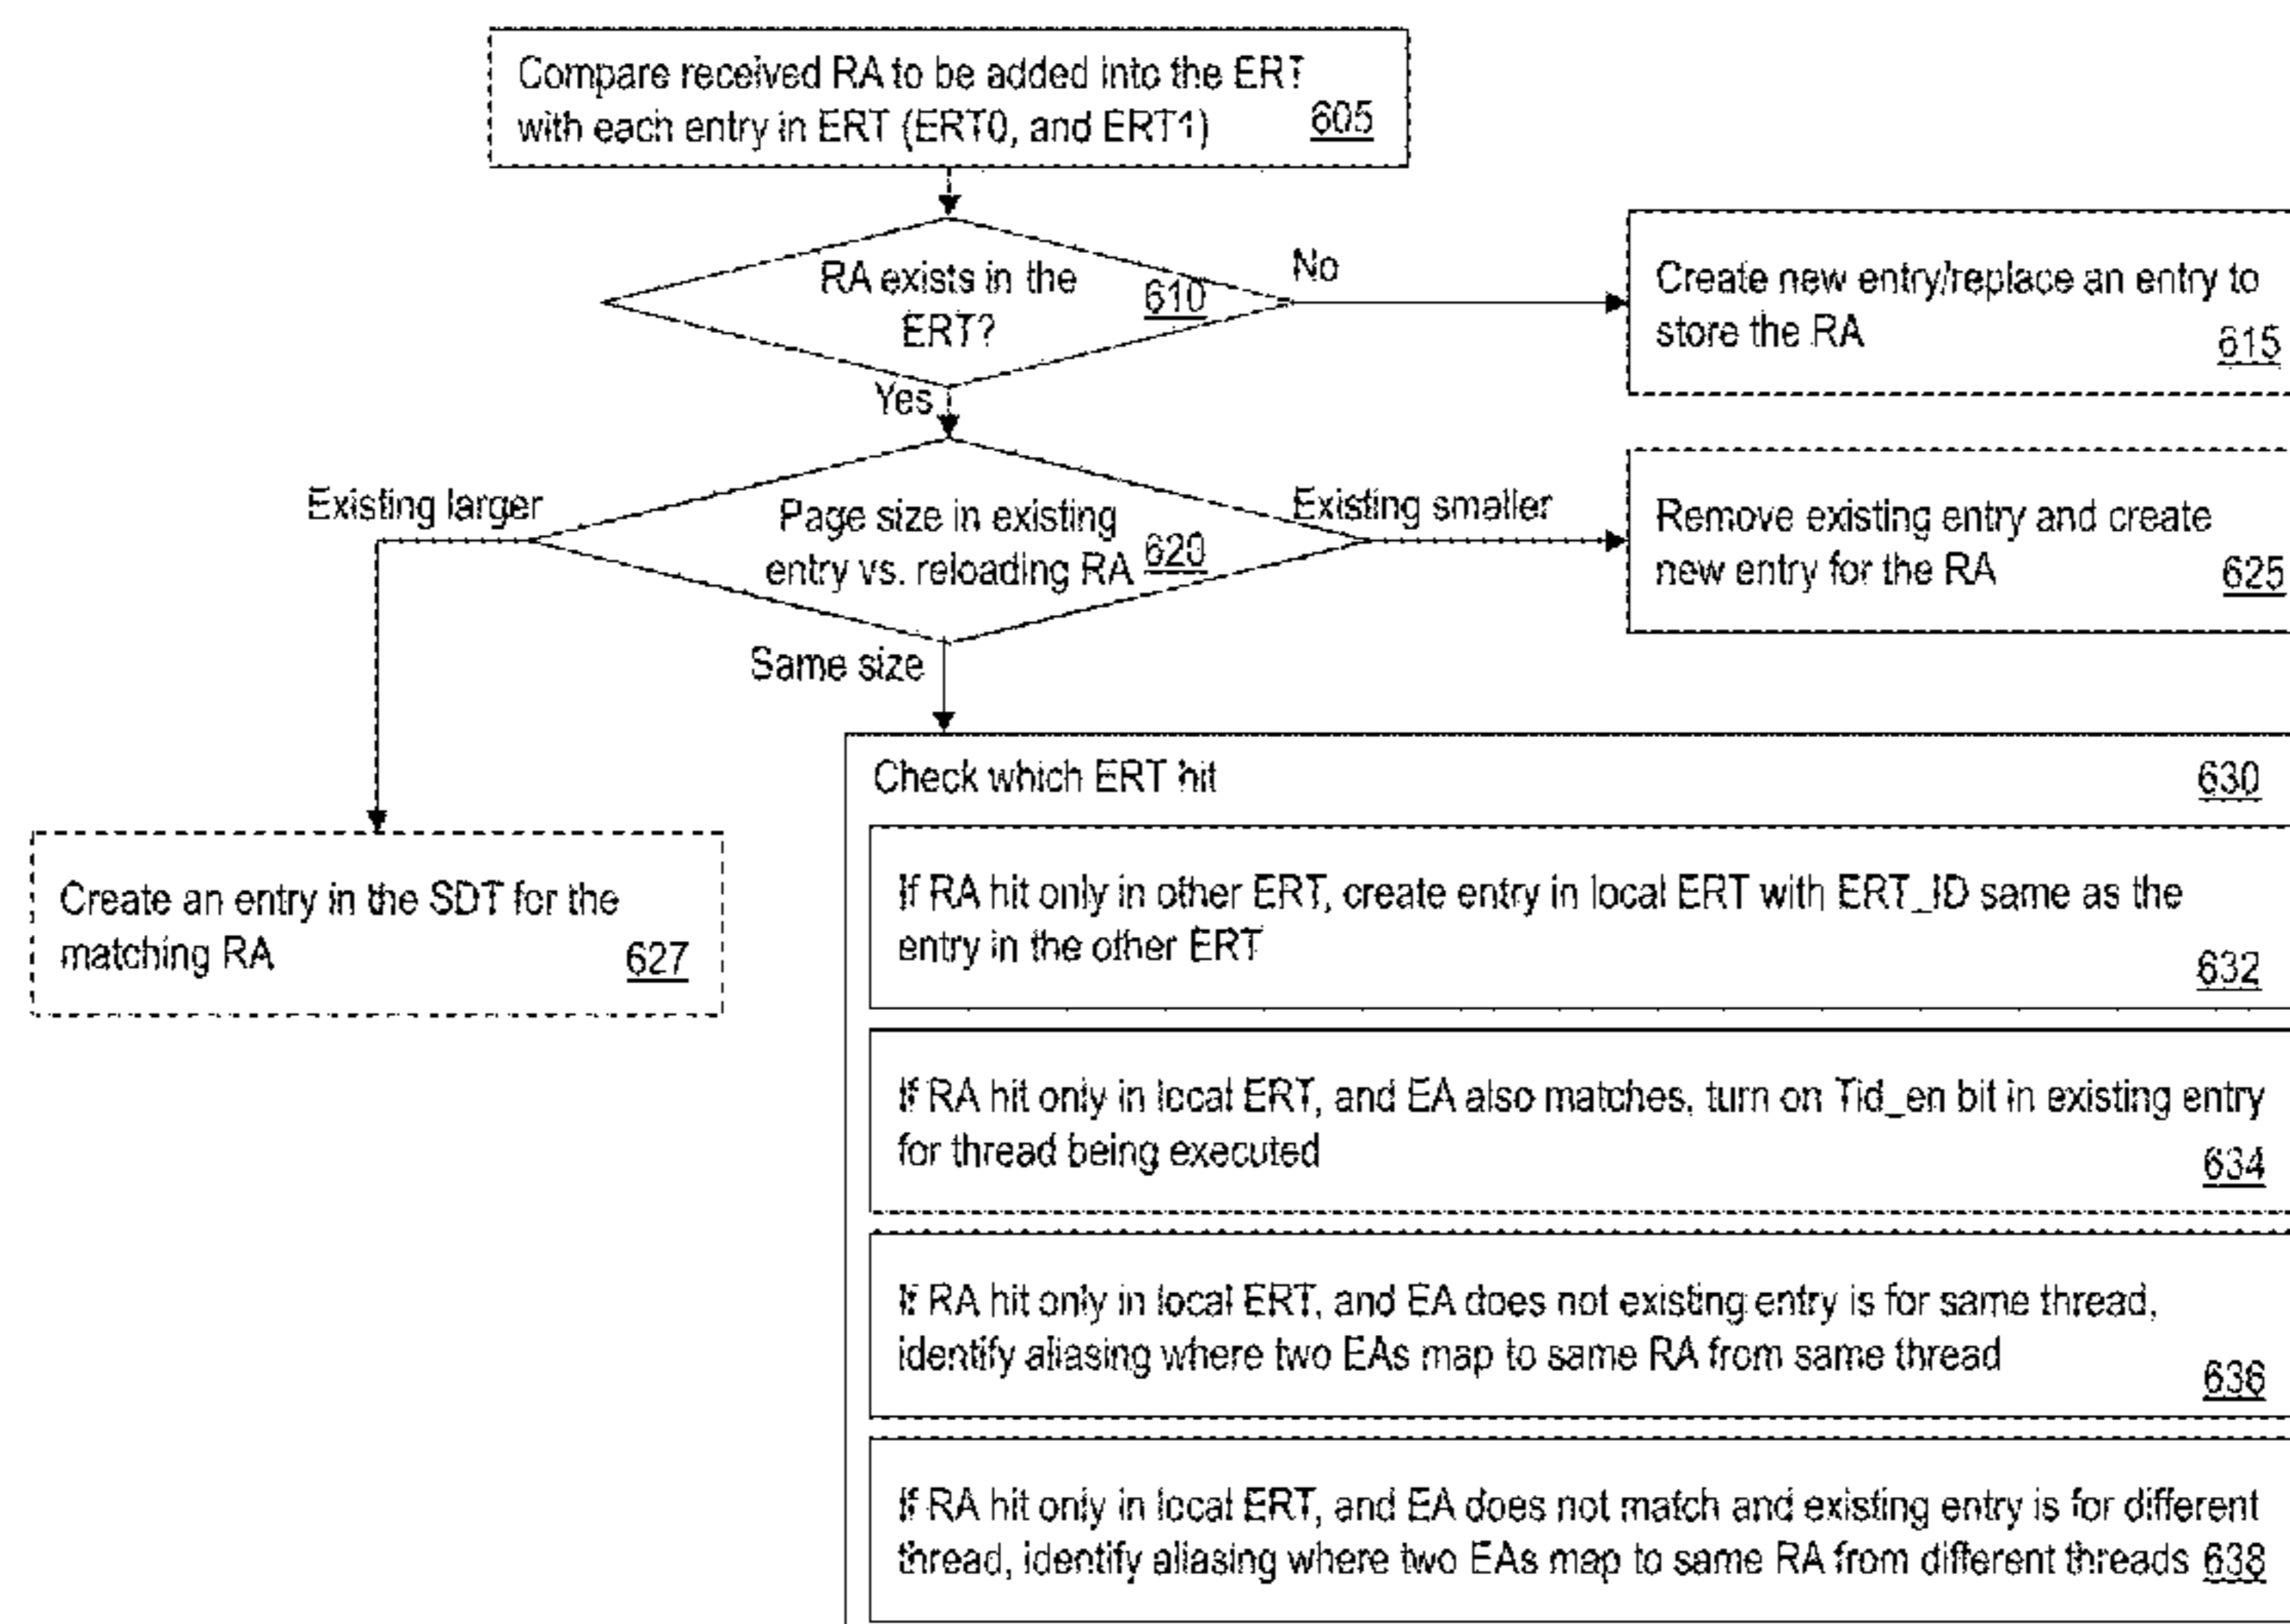 Compare received RA to be added into the ERT
with each entry in ERT (ERT0, and ERT1)
605
RA exists in the
ERT?
610
No
Create new entry/replace an entry to
store the RA
615
Yes
Existing larger
Page size in existing
entry vs. reloading RA 620
Existing smaller
Remove existing entry and create
new entry for the RA
625
Same size
Create an entry in the SDT for the
matching RA
627
Check which ERT hit
630
If RA hit only in other ERT, create entry in local ERT with ERT_ID same as the
entry in the other ERT
632
If RA hit only in local ERT, and EA also matches, turn on Tid_en bit in existing entry
for thread being executed
634
If RA hit only in local ERT, and EA does not existing entry is for same thread,
identify aliasing where two EAs map to same RA from same thread
636
If RA hit only in local ERT, and EA does not match and existing entry is for different
thread, identify aliasing where two EAs map to same RA from different threads 638